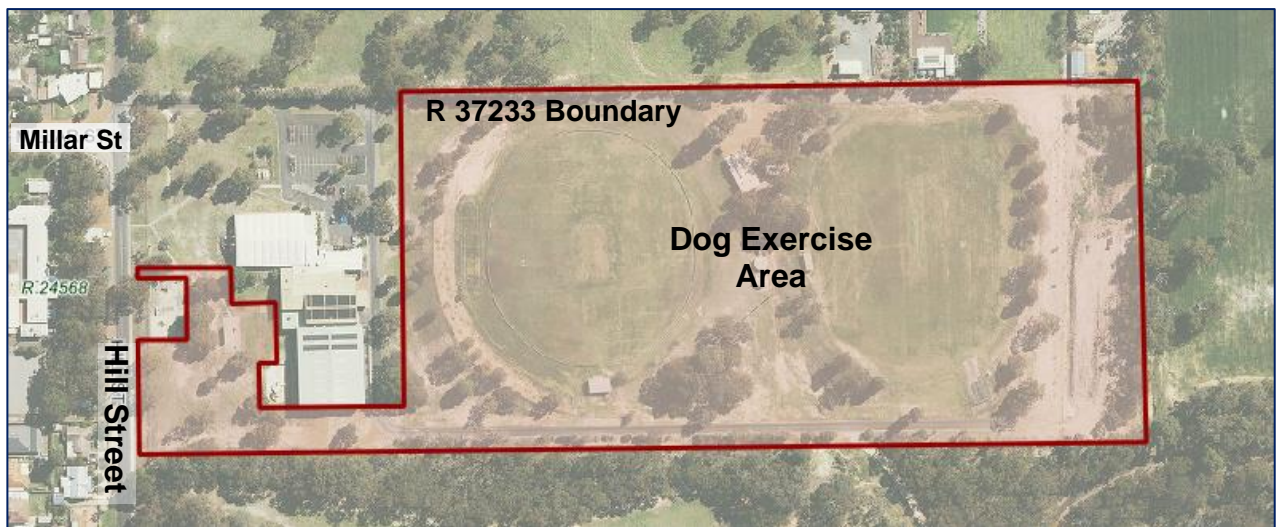 R 37233 Boundary
Millar St
Dog Exercise
Area
R 24568
Hill Street